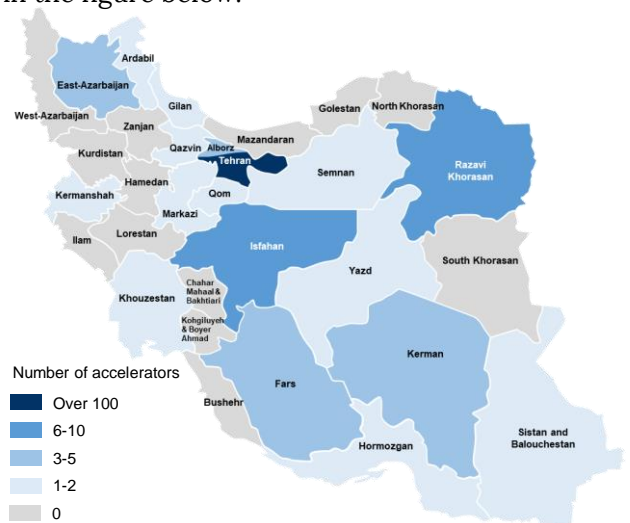 in the figure below:
Ardabil
East-Azarbaijan
Gilan
West-Azarbaijan
Zanjan
Golestan
North Khorasan
Mazandaran
Kurdistan
Qazvin
Alborz
Tehran
Razavi
Khorasan
Semnan
Hamedan
Kermanshah
Qom
Markazi
Ilam
Lorestan
Isfahan
South Khorasan
Yazd
Chahar
Mahaal &
Bakhtiari
Khouzestan
Kohgiluyeh
& Boyer
Ahmad
Kerman
Fars
Bushehr
Sistan and
Balouchestan
Hormozgan
Number of accelerators
Over 100
6-10
3-5
1-2
0